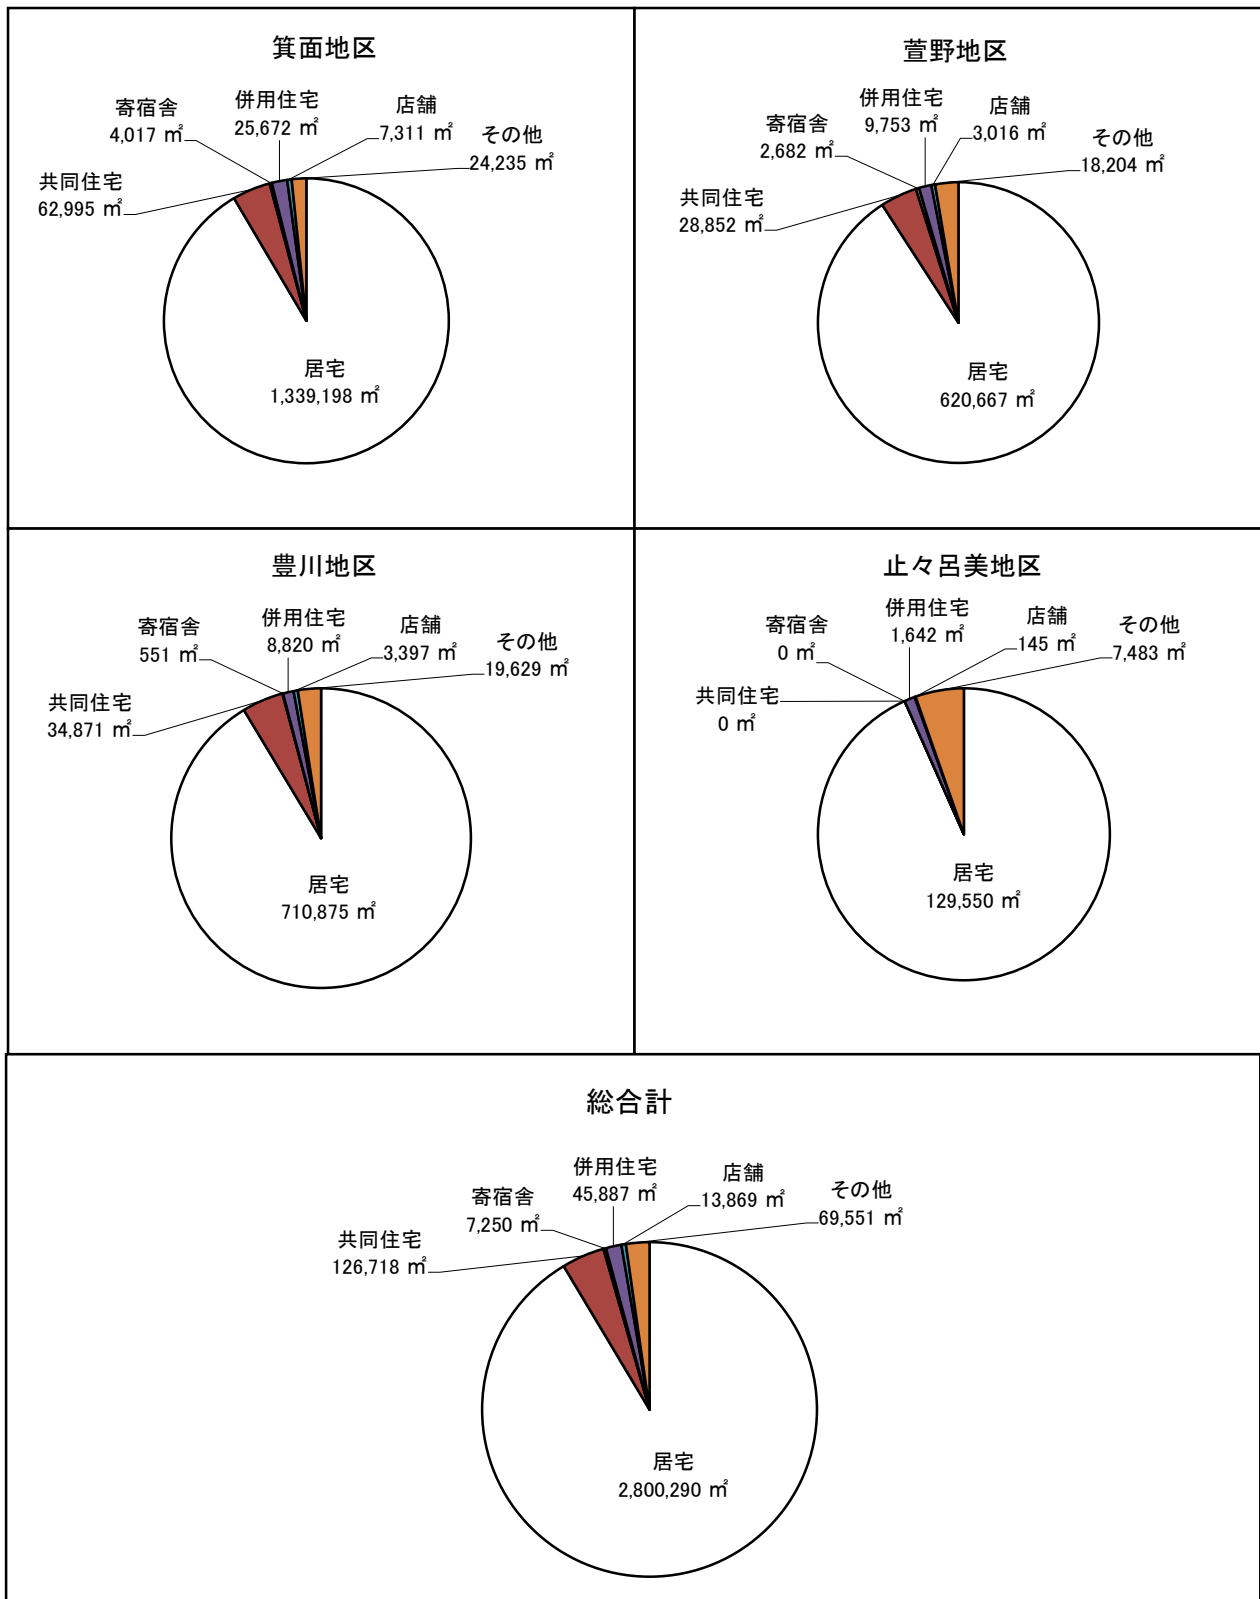 箕面地区
寄宿舎
4,017 ㎡
併用住宅
25,672 ㎡
店舗
7,311 ㎡
その他
24,235 ㎡
共同住宅
62,995 ㎡
居宅
1,339,198 ㎡
萱野地区
寄宿舎
2,682 ㎡
併用住宅
9,753 ㎡
店舗
3,016 ㎡
その他
18,204 ㎡
共同住宅
28,852 ㎡
居宅
620,667 ㎡
豊川地区
寄宿舎
551 ㎡
併用住宅
8,820 ㎡
店舗
3,397 ㎡
その他
19,629 ㎡
共同住宅
34,871 ㎡
居宅
710,875 ㎡
止々呂美地区
寄宿舎
0 ㎡
併用住宅
1,642 ㎡
店舗
145 ㎡
その他
7,483 ㎡
共同住宅
0 ㎡
居宅
129,550 ㎡
総合計
寄宿舎
7,250 ㎡
併用住宅
45,887 ㎡
店舗
13,869 ㎡
その他
69,551 ㎡
共同住宅
126,718 ㎡
居宅
2,800,290 ㎡